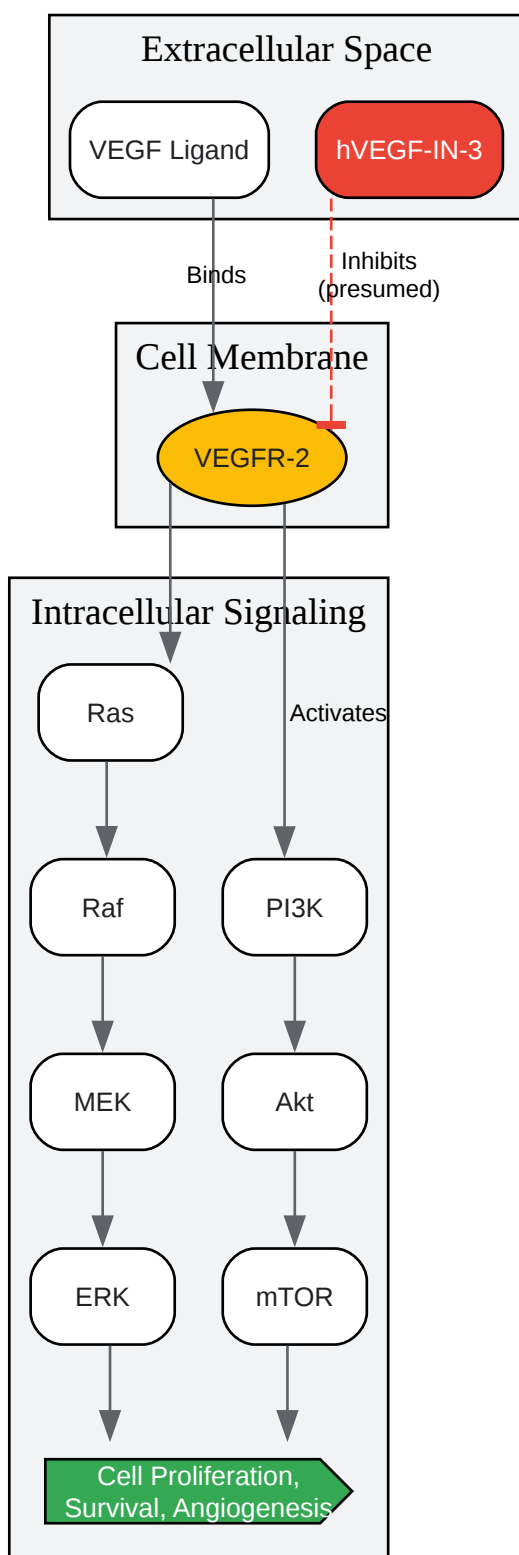 Extracellular Space
VEGF Ligand
hVEGF-IN-3
Binds
Inhibits
(presumed)
Cell Membrane
VEGFR-2
Intracellular Signaling
Ras
Activates
Raf
PI3K
MEK
Akt
ERK
mTOR
Cell Proliferation,
Survival, Angiogenesis